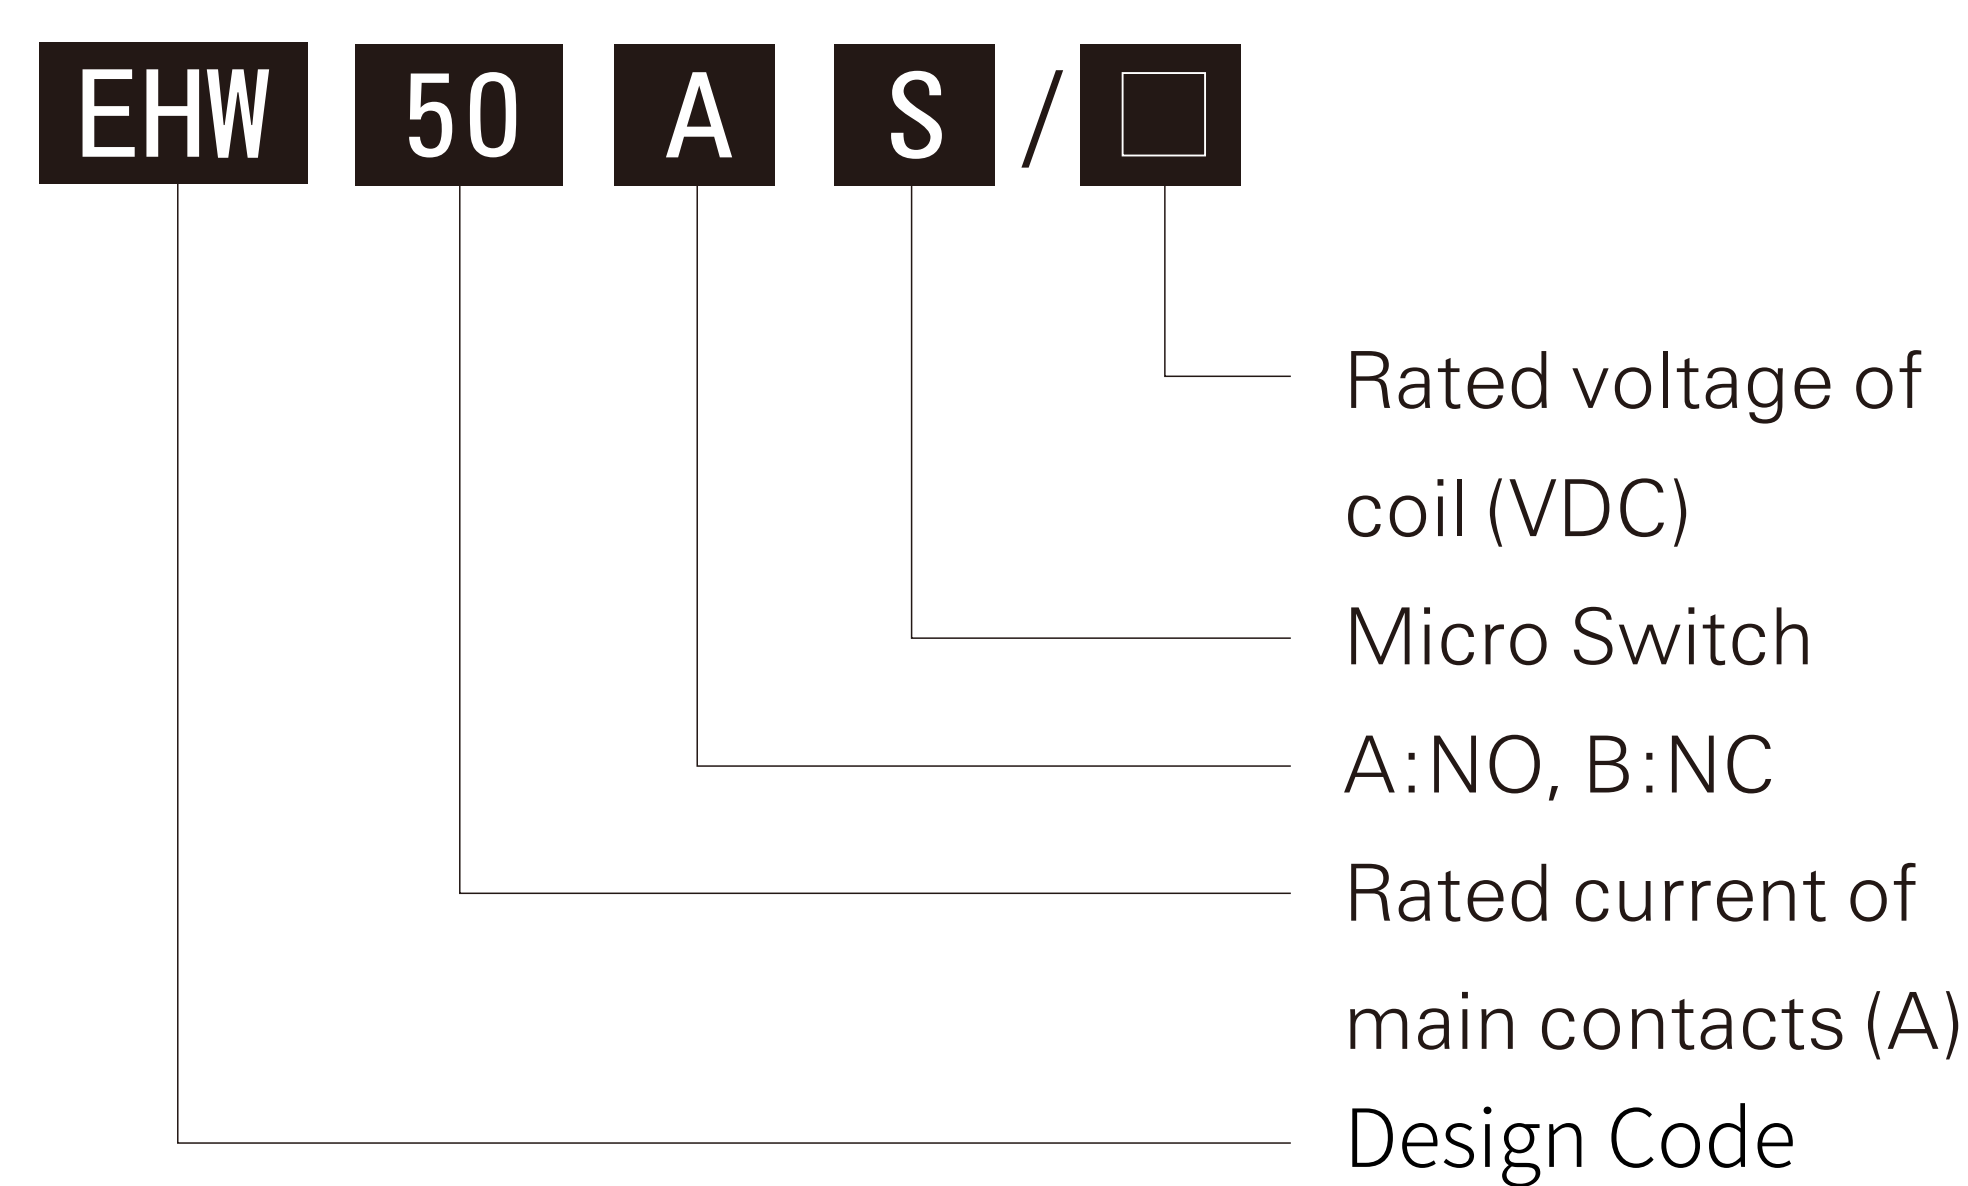 EHW 50 A S / □
Rated voltage of
coil (VDC)
Micro Switch
A:NO, B:NC
Rated current of
main contacts (A)
Design Code